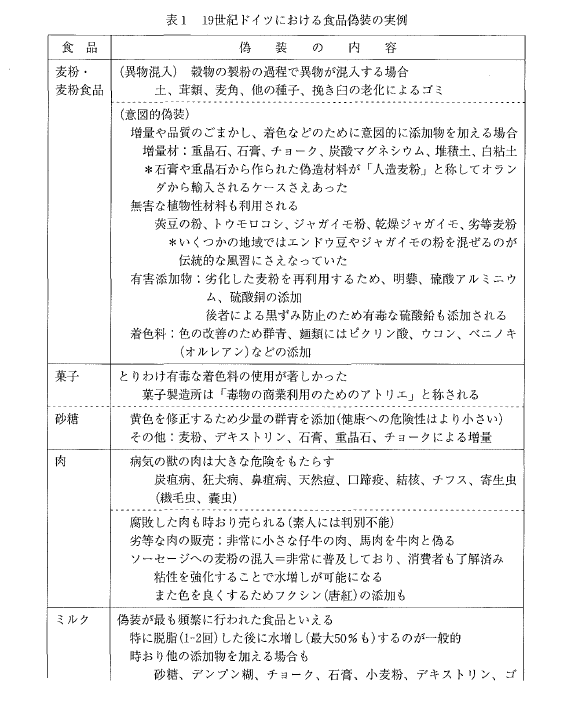 表1 19世紀ドイツにおける食品偽装の実例
食品 偽装の内容
麦粉・ (異物混入) 穀物の製粉の過程で異物が混入する場合
麦粉食品 土、茸類、麦角、他の種子、挽き臼の老化によるゴミ
(意図的偽装)
増量や品質のごまかし、着色などのために意図的に添加物を加える場合
増量材：重晶石、石膏、チョーク、炭酸マグネシウム、堆積土、白粘土
＊石膏や重晶石から作られた偽造材料が「人造麦粉」と称してオラン
ダから輸入されるケースさえあった
無害な植物性材料も利用される
莢豆の粉、トウモロコシ、ジャガイモ粉、乾燥ジャガイモ、劣等麦粉
＊いくつかの地域ではエンドウ豆やジャガイモの粉を混ぜるのが
伝統的な風習にさえなっていた
有害添加物：劣化した麦粉を再利用するため、明礬、硫酸アルミニウ
ム、硫酸銅の添加
後者による黒ずみ防止のため有毒な硫酸鉛も添加される
着色料：色の改善のため群青、麺類にはピクリン酸、ウコン、ベニノキ
(オルレアン)などの添加
菓子 とりわけ有毒な着色料の使用が著しかった
菓子製造所は「毒物の商業利用のためのアトリエ」と称される
砂糖 黄色を修正するため少量の群青を添加(健康への危険性はより小さい)
その他：麦粉、デキストリン、石膏、重晶石、チョークによる増量
肉 病気の獣の肉は大きな危険をもたらす
炭疽病、狂犬病、鼻疽病、天然痘、口蹄疫、結核、チフス、寄生虫
(繊毛虫、嚢虫)
腐敗した肉も時おり売られる(素人には判別不能)
劣等な肉の販売：非常に小さな仔牛の肉、馬肉を牛肉と偽る
ソーセージへの麦粉の混入＝非常に普及しており、消費者も了解済み
粘性を強化することで水増しが可能になる
また色を良くするためフクシン(唐紅)の添加も
ミルク 偽装が最も頻繁に行われた食品といえる
特に脱脂(1-2回)した後に水増し(最大50％も)するのが一般的
時おり他の添加物を加える場合も
砂糖、デンプン糊、チョーク、石膏、小麦粉、デキストリン、ゴ